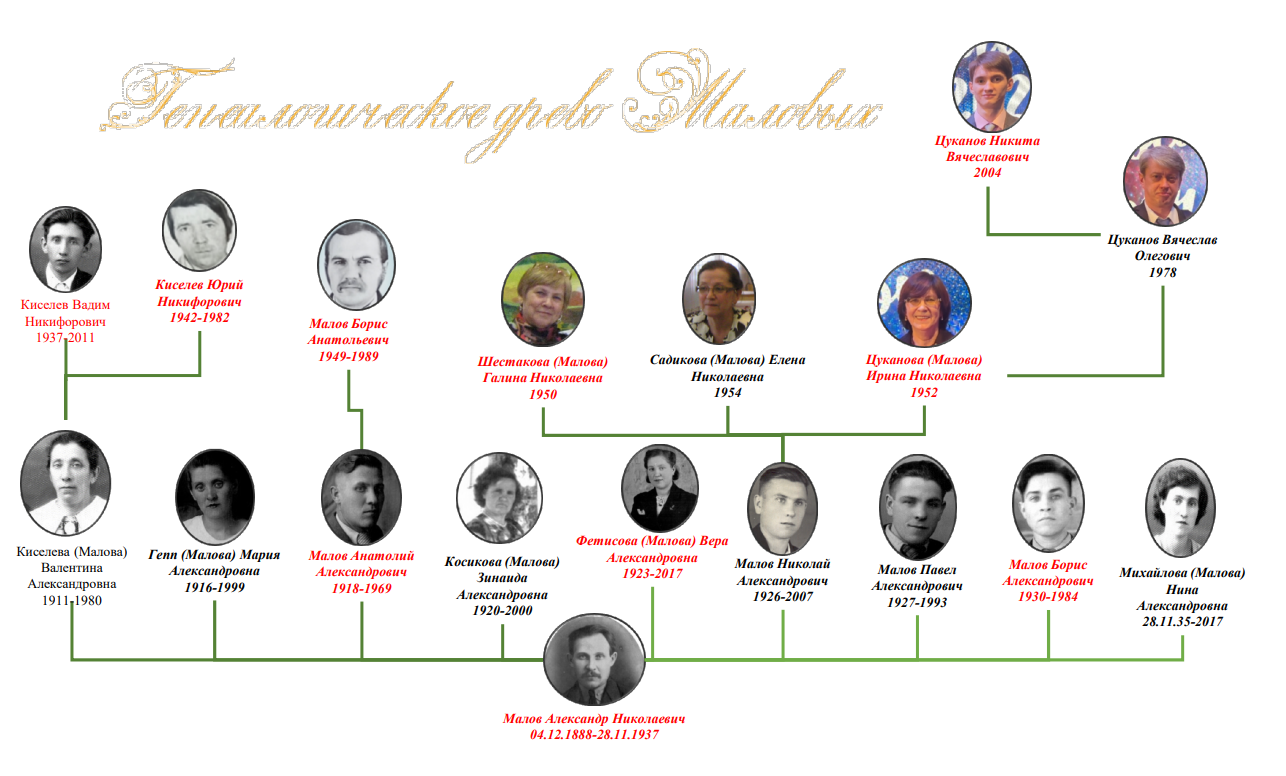 Генеалогическое древо Маловых
Цуканов Никита
Вячеславович
2004
Цуканов Вячеслав
Олегович
1978
Киселев Вадим
Никифорович
1937-2011
Киселев Юрий
Никифорович
1942-1982
Малов Борис
Анатольевич
1949-1989
Шестакова (Малова)
Галина Николаевна
1950
Садикова (Малова) Елена
Николаевна
1954
Цуканова (Малова)
Ирина Николаевна
1952
Киселева (Малова)
Валентина
Александровна
1911-1980
Гепп (Малова) Мария
Александровна
1916-1999
Малов Анатолий
Александрович
1918-1969
Косикова (Малова)
Зинаида
Александровна
1920-2000
Фетисова (Малова) Вера
Александровна
1923-2017
Малов Николай
Александрович
1926-2007
Малов Павел
Александрович
1927-1993
Малов Борис
Александрович
1930-1984
Михайлова (Малова)
Нина
Александровна
28.11.35-2017
Малов Александр Николаевич
04.12.1888-28.11.1937